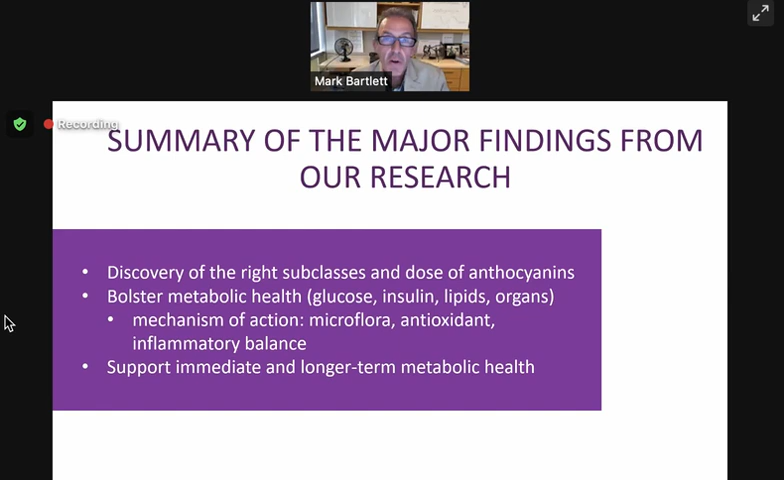 Mark Bartlett
Recording
SUMMARY OF THE MAJOR FINDINGS FROM
OUR RESEARCH
• Discovery of the right subclasses and dose of anthocyanins
• Bolster metabolic health (glucose, insulin, lipids, organs)
• mechanism of action: microflora, antioxidant,
inflammatory balance
• Support immediate and longer-term metabolic health